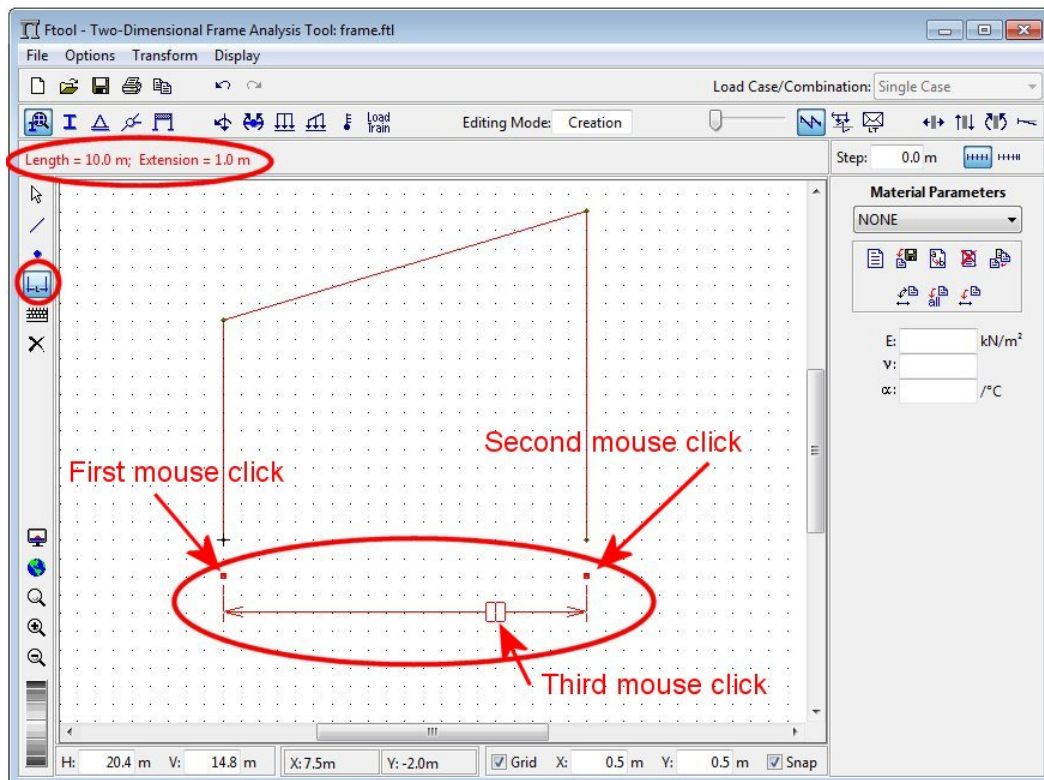 Ftool - Two-Dimensional Frame Analysis Tool: frame.ftl
File Options Transform Display
Load Case/Combination: Single Case
Load Train
Editing Mode: Creation
LT
Length = 10.0 m; Extension = 1.0 m
Step: 0.0 m
Material Parameters
NONE
L
all
E: kN/m²
ν:
α: /°C
First mouse click
Second mouse click
Third mouse click
H: 20.4 m V: 14.8 m X: 7.5m Y: -2.0m Grid X: 0.5 m Y: 0.5 m Snap